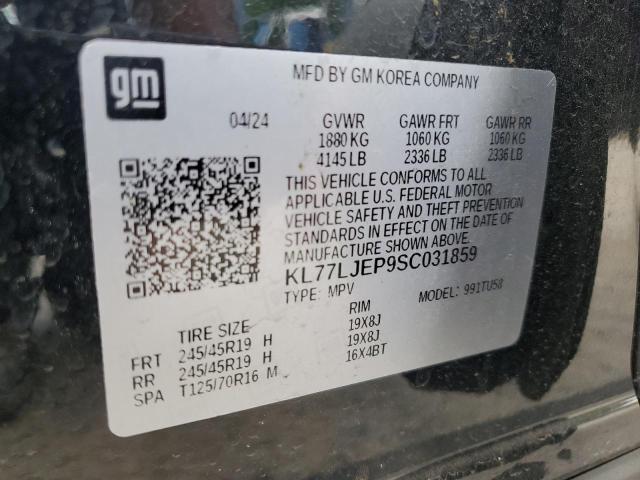 gm
MFD BY GM KOREA COMPANY
04/24 GVWR GAWR FRT GAWR RR
1880 KG 1060 KG 1060 KG
4145 LB 2336 LB 2336 LB
THIS VEHICLE CONFORMS TO ALL
APPLICABLE U.S. FEDERAL MOTOR
VEHICLE SAFETY AND THEFT PREVENTION
STANDARDS IN EFFECT ON THE DATE OF
MANUFACTURE SHOWN ABOVE.
KL77LJEP9SC031859
TYPE: MPV MODEL: 991TU58
TIRE SIZE RIM
FRT 245/45R19 H 19X8J
RR 245/45R19 H 19X8J
SPA T125/70R16 M 16X4BT